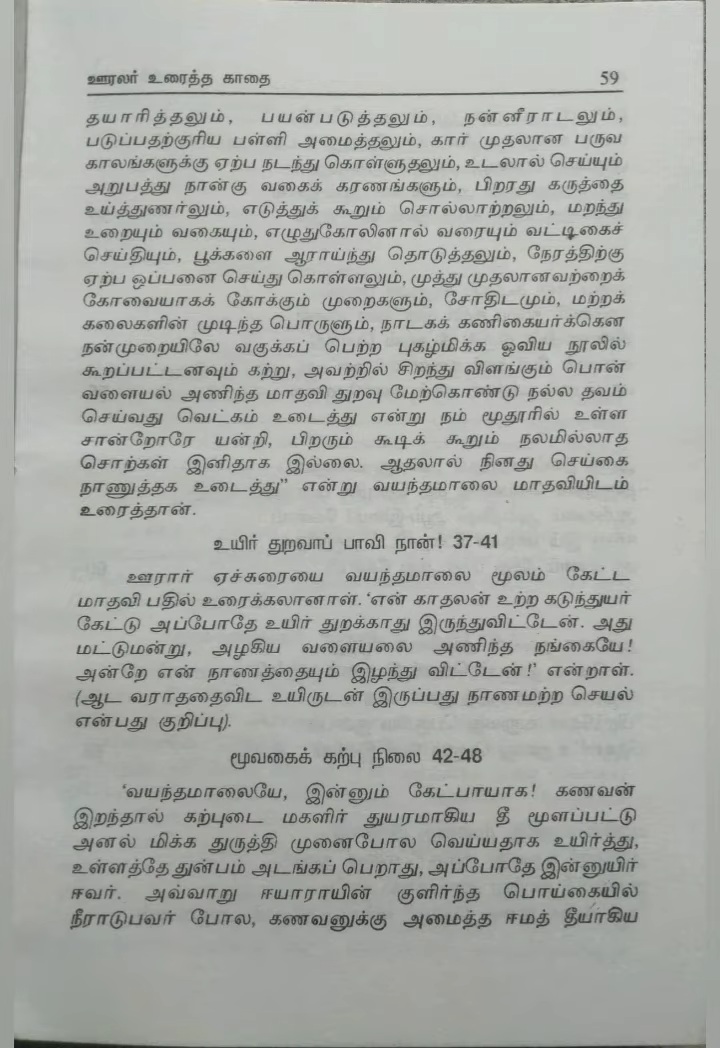 ஊரலர் உரைத்த காதை 59
தயாரித்தலும், பயன்படுத்தலும், நன்னீராடலும்,
படுப்பதற்குரிய பள்ளி அமைத்தலும், கார் முதலான பருவ
காலங்களுக்கு ஏற்ப நடந்து கொள்ளுதலும், உடலால் செய்யும்
அறுபத்து நான்கு வகைக் கரணங்களும், பிறரது கருத்தை
உய்த்துணர்லும், எடுத்துக் கூறும் சொல்லாற்றலும், மறந்து
உறையும் வகையும், எழுதுகோலினால் வரையும் வட்டிகைச்
செய்தியும், பூக்களை ஆராய்ந்து தொடுத்தலும், நேரத்திற்கு
ஏற்ப ஒப்பனை செய்து கொள்ளலும், முத்து முதலானவற்றைக்
கோவையாகக் கோக்கும் முறைகளும், சோதிடமும், மற்றக்
கலைகளின் முடிந்த பொருளும், நாடகக் கணிகையர்க்கென
நன்முறையிலே வகுக்கப் பெற்ற புகழ்மிக்க ஓவிய நூலில்
கூறப்பட்டனவும் கற்று, அவற்றில் சிறந்து விளங்கும் பொன்
வளையல் அணிந்த மாதவி துறவு மேற்கொண்டு நல்ல தவம்
செய்வது வெட்கம் உடைத்து என்று நம் மூதூரில் உள்ள
சான்றோரே யன்றி, பிறரும் கூடிக் கூறும் நலமில்லாத
சொற்கள் இனிதாக இல்லை. ஆதலால் நினது செய்கை
நாணுத்தக உடைத்து" என்று வயந்தமாலை மாதவியிடம்
உரைத்தான்.
உயிர் துறவாப் பாவி நான்! 37-41
ஊரார் ஏச்சுரையை வயந்தமாலை மூலம் கேட்ட
மாதவி பதில் உரைக்கலானாள். 'என் காதலன் உற்ற கடுந்துயர்
கேட்டு அப்போதே உயிர் துறக்காது இருந்துவிட்டேன். அது
மட்டுமன்று, அழகிய வளையலை அணிந்த நங்கையே!
அன்றே என் நாணத்தையும் இழந்து விட்டேன்!' என்றாள்.
(ஆட வராததைவிட உயிருடன் இருப்பது நாணமற்ற செயல்
என்பது குறிப்பு).
மூவகைக் கற்பு நிலை 42-48
'வயந்தமாலையே, இன்னும் கேட்பாயாக! கணவன்
இறந்தால் கற்புடை மகளிர் துயரமாகிய தீ மூளப்பட்டு
அனல் மிக்க துருத்தி முனைபோல வெய்யதாக உயிர்த்து,
உள்ளத்தே துன்பம் அடங்கப் பெறாது, அப்போதே இன்னுயிர்
ஈவர். அவ்வாறு ஈயாராயின் குளிர்ந்த பொய்கையில்
நீராடுபவர் போல, கணவனுக்கு அமைத்த ஈமத் தீயாகிய